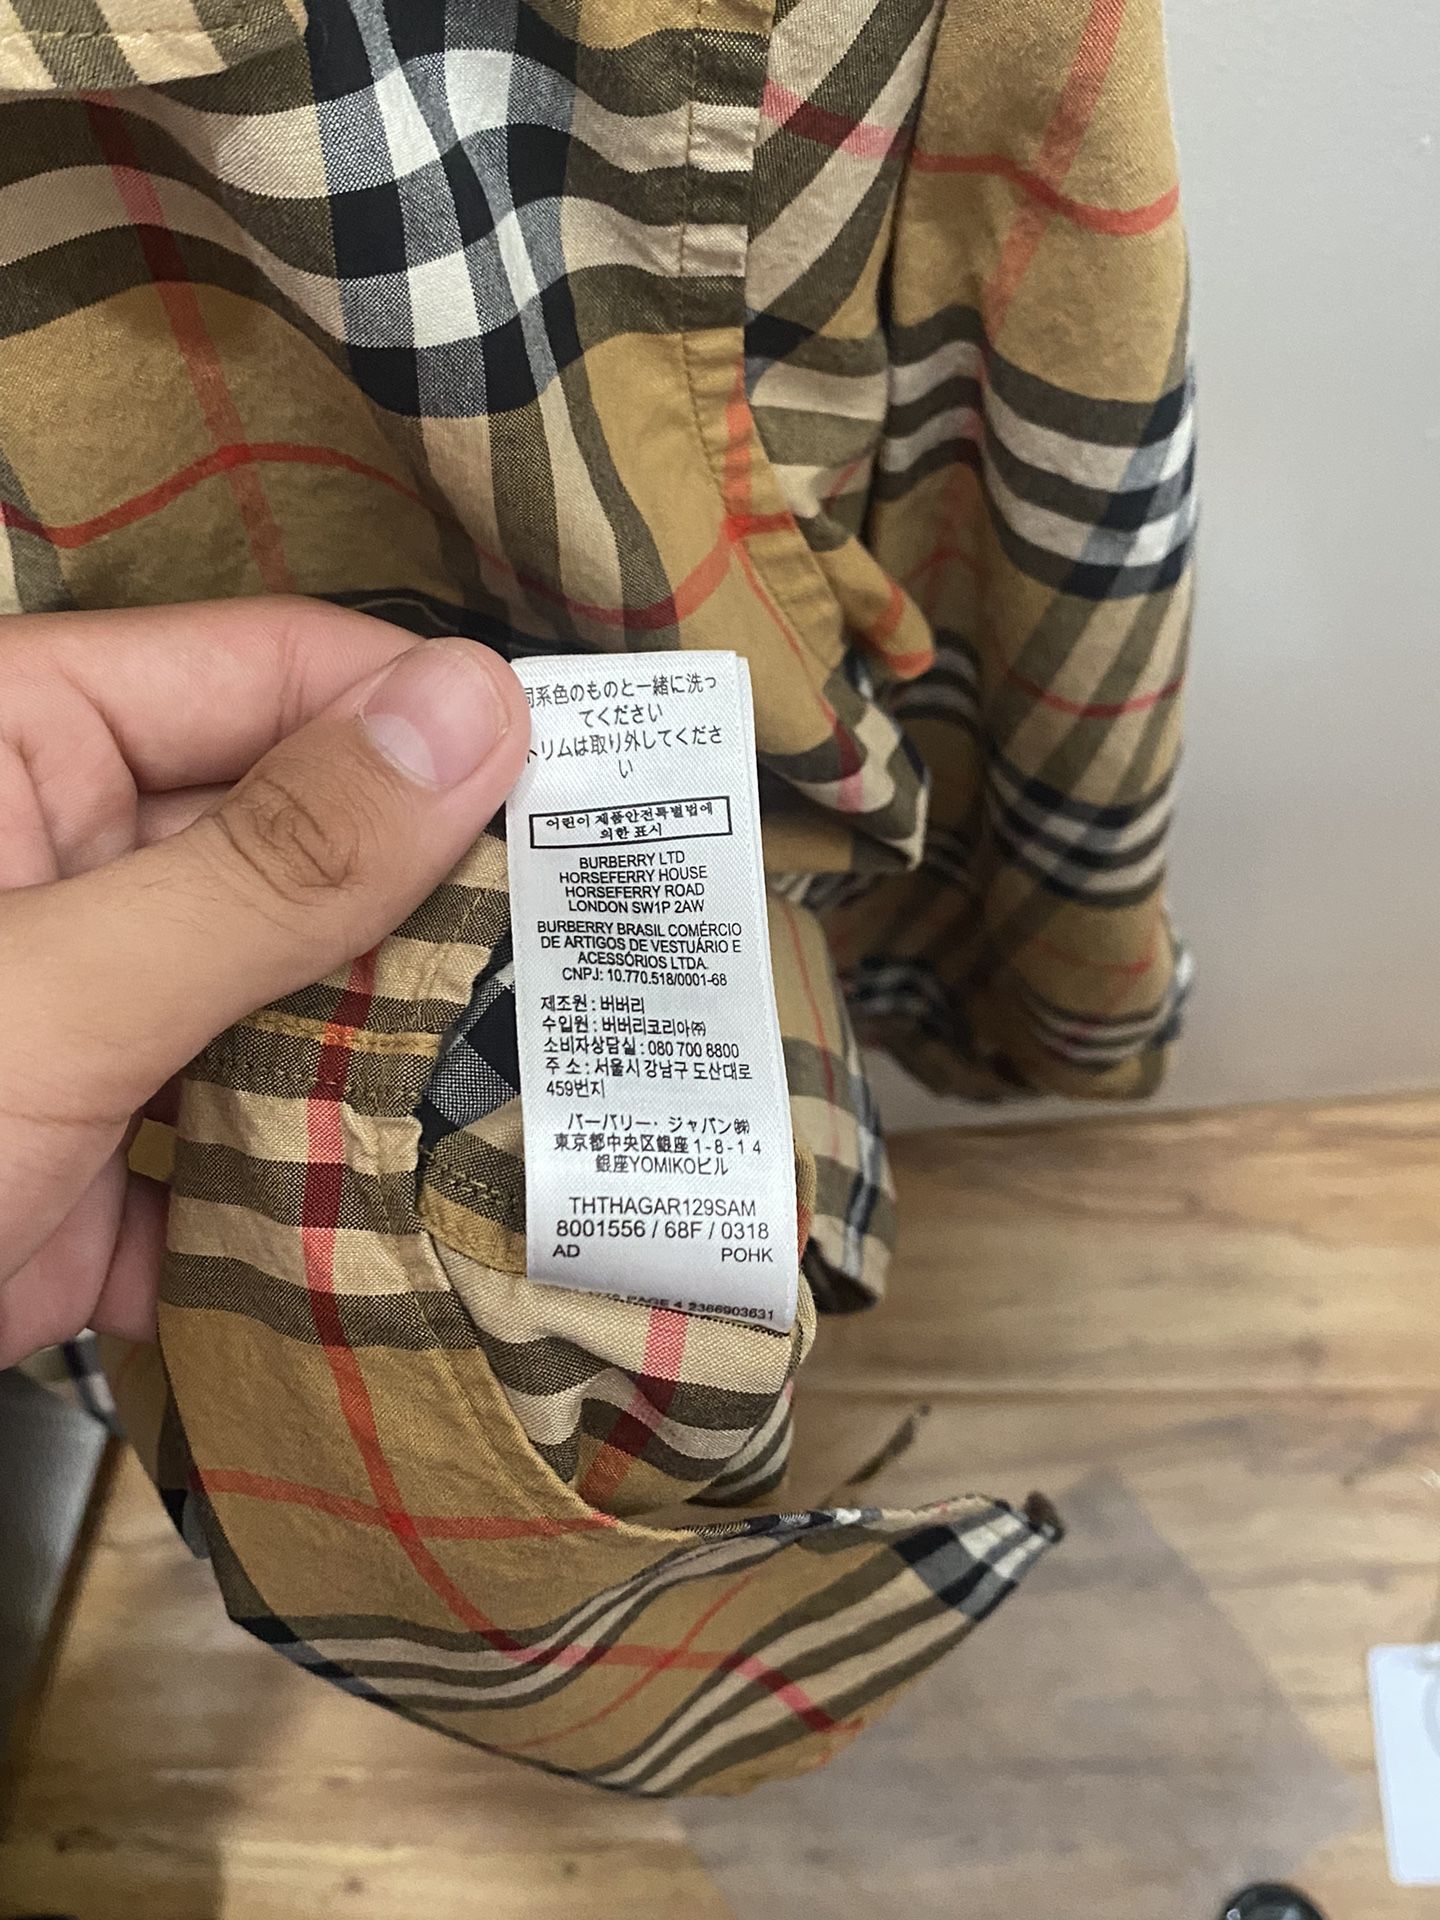 同系色のものと一緒に洗っ
てください
トリムは取り外してくださ
い
어린이 제품안전특별법에
의한 표시
BURBERRY LTD
HORSEFERRY HOUSE
HORSEFERRY ROAD
LONDON SW1P 2AW
BURBERRY BRASIL COMÉRCIO
DE ARTIGOS DE VESTUÁRIO E
ACESSÓRIOS LTDA.
CNPJ: 10.770.518/0001-68
제조원 : 버버리
수입원 : 버버리코리아㈜
소비자상담실 : 080 700 8800
주 소 : 서울시 강남구 도산대로
459번지
バーバリー・ジャパン㈱
東京都中央区銀座 1-8-14
銀座YOMIKOビル
THTHAGAR129SAM
8001556 / 68F / 0318
AD POHK
PAGE 4 2366903631